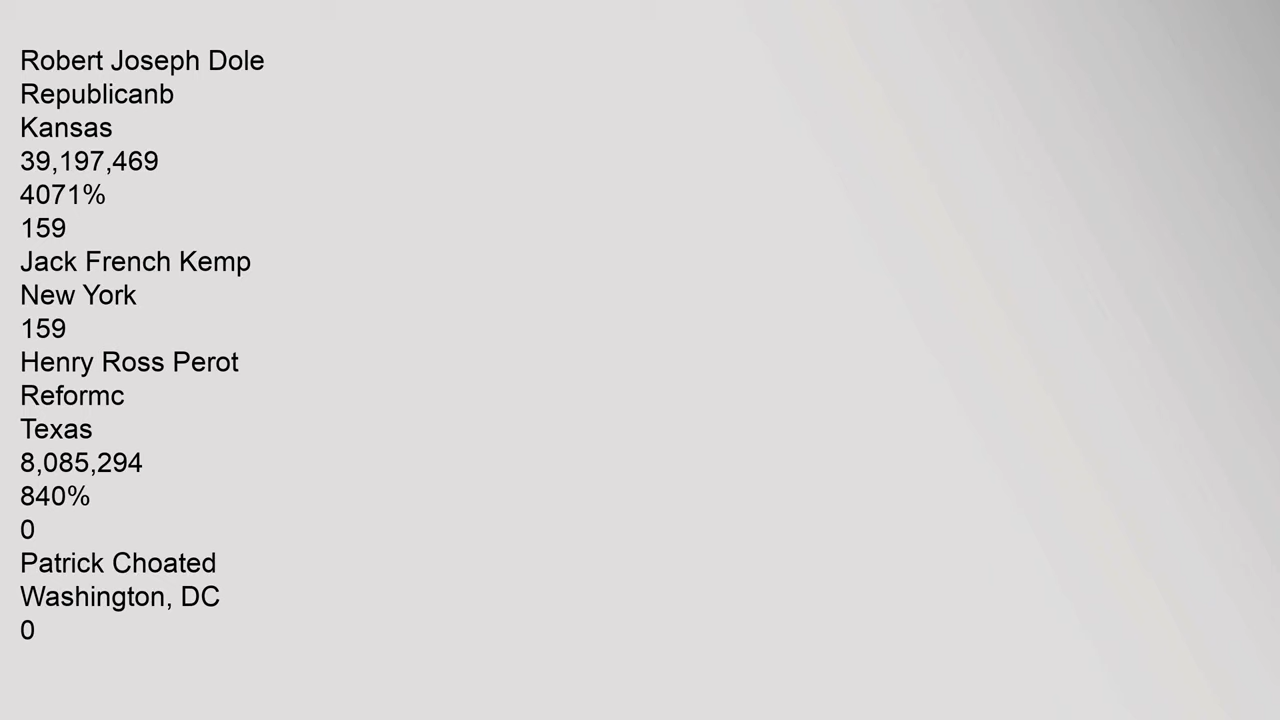 Robert Joseph Dole
Republicanb
Kansas
39,197,469
4071%
159
Jack French Kemp
New York
159
Henry Ross Perot
Reformc
Texas
8,085,294
840%
0
Patrick Choated
Washington, DC
0